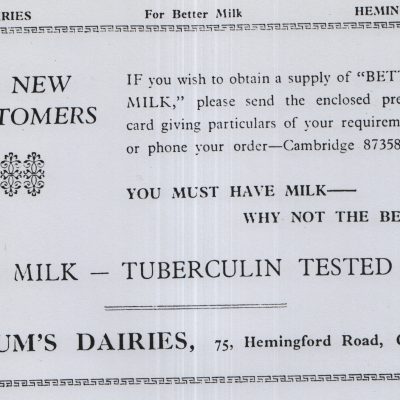 RIES For Better Milk HEMIN
NEW
TOMERS
IF you wish to obtain a supply of “BETT
MILK,” please send the enclosed pre
card giving particulars of your requirem
or phone your order—Cambridge 87358
YOU MUST HAVE MILK—
WHY NOT THE BE
MILK — TUBERCULIN TESTED
UM'S DAIRIES, 75, Hemingford Road, C